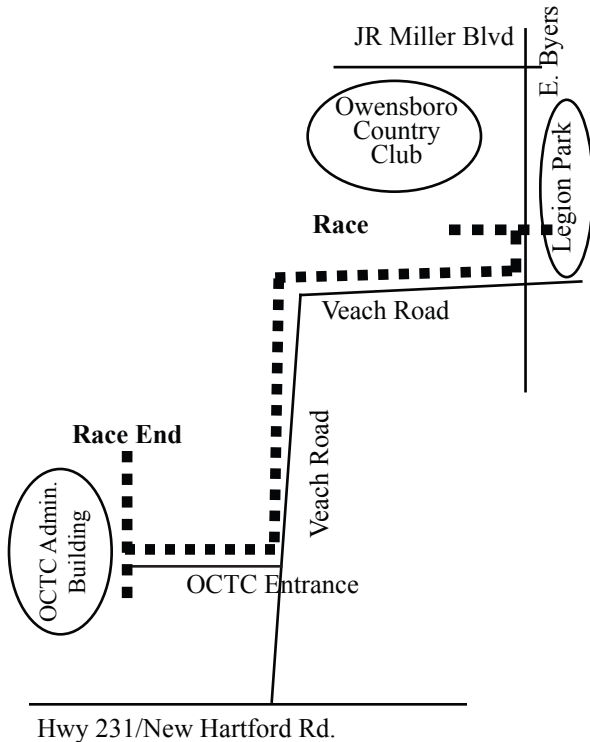 JR Miller Blvd
E. Byers
Owensboro
Country
Club
Legion Park
Race
Veach Road
Veach Road
Race End
OCTC Admin.
Building
OCTC Entrance
Hwy 231/New Hartford Rd.